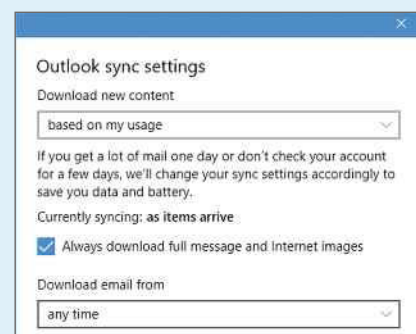 Outlook sync settings
Download new content
based on my usage
If you get a lot of mail one day or don't check your account
for a few days, we'll change your sync settings accordingly to
save you data and battery.
Currently syncing: as items arrive
Always download full message and Internet images
Download email from
any time